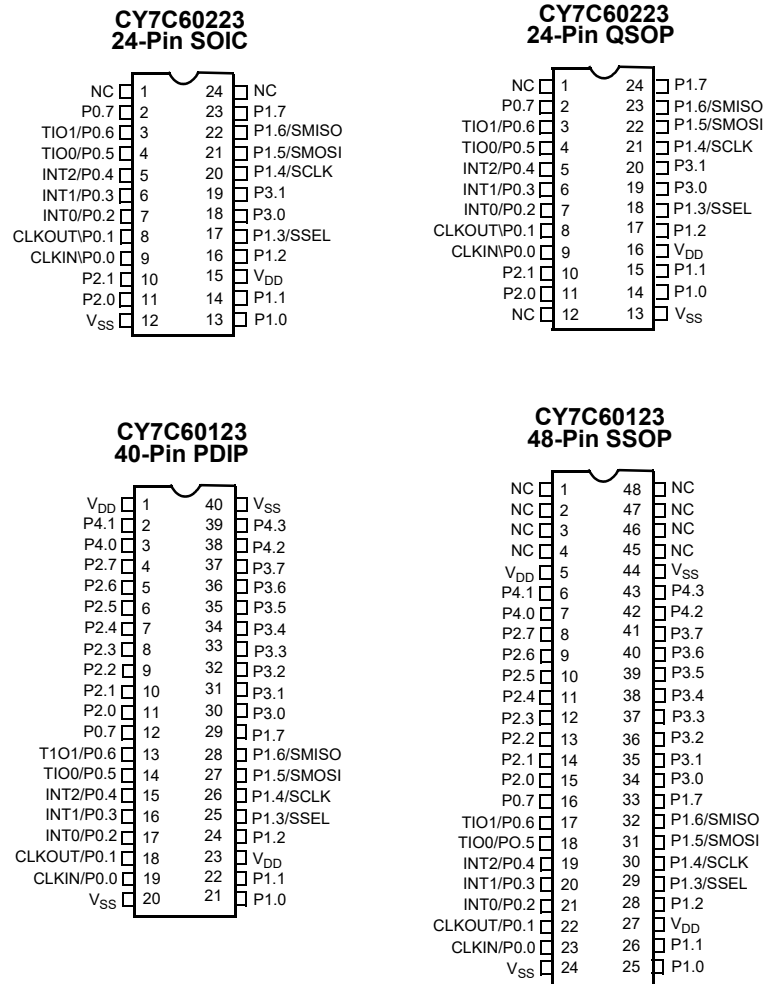 CY7C60223
24-Pin SOIC
NC 1 24 NC
P0.7 2 23 P1.7
TIO1/P0.6 3 22 P1.6/SMISO
TIO0/P0.5 4 21 P1.5/SMOSI
INT2/P0.4 5 20 P1.4/SCLK
INT1/P0.3 6 19 P3.1
INT0/P0.2 7 18 P3.0
CLKOUT\P0.1 8 17 P1.3/SSEL
CLKIN\P0.0 9 16 P1.2
P2.1 10 15 VDD
P2.0 11 14 P1.1
VSS 12 13 P1.0
CY7C60223
24-Pin QSOP
NC 1 24 P1.7
P0.7 2 23 P1.6/SMISO
TIO1/P0.6 3 22 P1.5/SMOSI
TIO0/P0.5 4 21 P1.4/SCLK
INT2/P0.4 5 20 P3.1
INT1/P0.3 6 19 P3.0
INT0/P0.2 7 18 P1.3/SSEL
CLKOUT\P0.1 8 17 P1.2
CLKIN\P0.0 9 16 VDD
P2.1 10 15 P1.1
P2.0 11 14 P1.0
NC 12 13 VSS
CY7C60123
40-Pin PDIP
VDD 1 40 VSS
P4.1 2 39 P4.3
P4.0 3 38 P4.2
P2.7 4 37 P3.7
P2.6 5 36 P3.6
P2.5 6 35 P3.5
P2.4 7 34 P3.4
P2.3 8 33 P3.3
P2.2 9 32 P3.2
P2.1 10 31 P3.1
P2.0 11 30 P3.0
P0.7 12 29 P1.7
T1O1/P0.6 13 28 P1.6/SMISO
TIO0/P0.5 14 27 P1.5/SMOSI
INT2/P0.4 15 26 P1.4/SCLK
INT1/P0.3 16 25 P1.3/SSEL
INT0/P0.2 17 24 P1.2
CLKOUT/P0.1 18 23 VDD
CLKIN/P0.0 19 22 P1.1
VSS 20 21 P1.0
CY7C60123
48-Pin SSOP
NC 1 48 NC
NC 2 47 NC
NC 3 46 NC
NC 4 45 NC
VDD 5 44 VSS
P4.1 6 43 P4.3
P4.0 7 42 P4.2
P2.7 8 41 P3.7
P2.6 9 40 P3.6
P2.5 10 39 P3.5
P2.4 11 38 P3.4
P2.3 12 37 P3.3
P2.2 13 36 P3.2
P2.1 14 35 P3.1
P2.0 15 34 P3.0
P0.7 16 33 P1.7
TIO1/P0.6 17 32 P1.6/SMISO
TIO0/PO.5 18 31 P1.5/SMOSI
INT2/P0.4 19 30 P1.4/SCLK
INT1/P0.3 20 29 P1.3/SSEL
INT0/P0.2 21 28 P1.2
CLKOUT/P0.1 22 27 VDD
CLKIN/P0.0 23 26 P1.1
VSS 24 25 P1.0